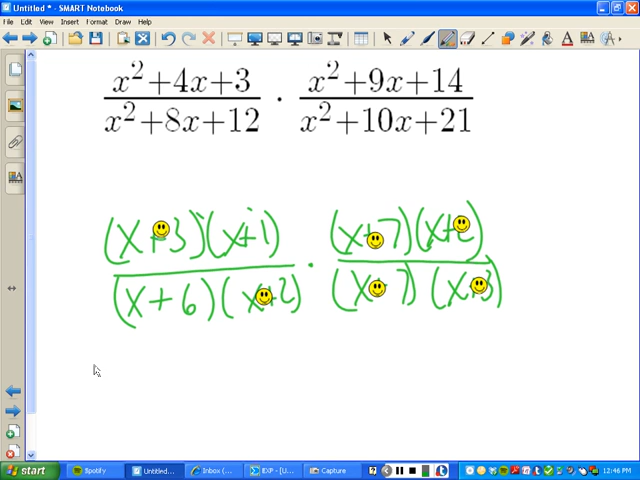 Untitled * - SMART Notebook
File Edit View Insert Format Draw Help
x²+4x+3 / x²+8x+12 · x²+9x+14 / x²+10x+21
(x+3)(x+1) · (x+7)(x+2)
(x+6)(x+2) (x+7)(x+3)
start Spotify Untitled... Inbox (... EXP - [U... Capture 12:46 PM